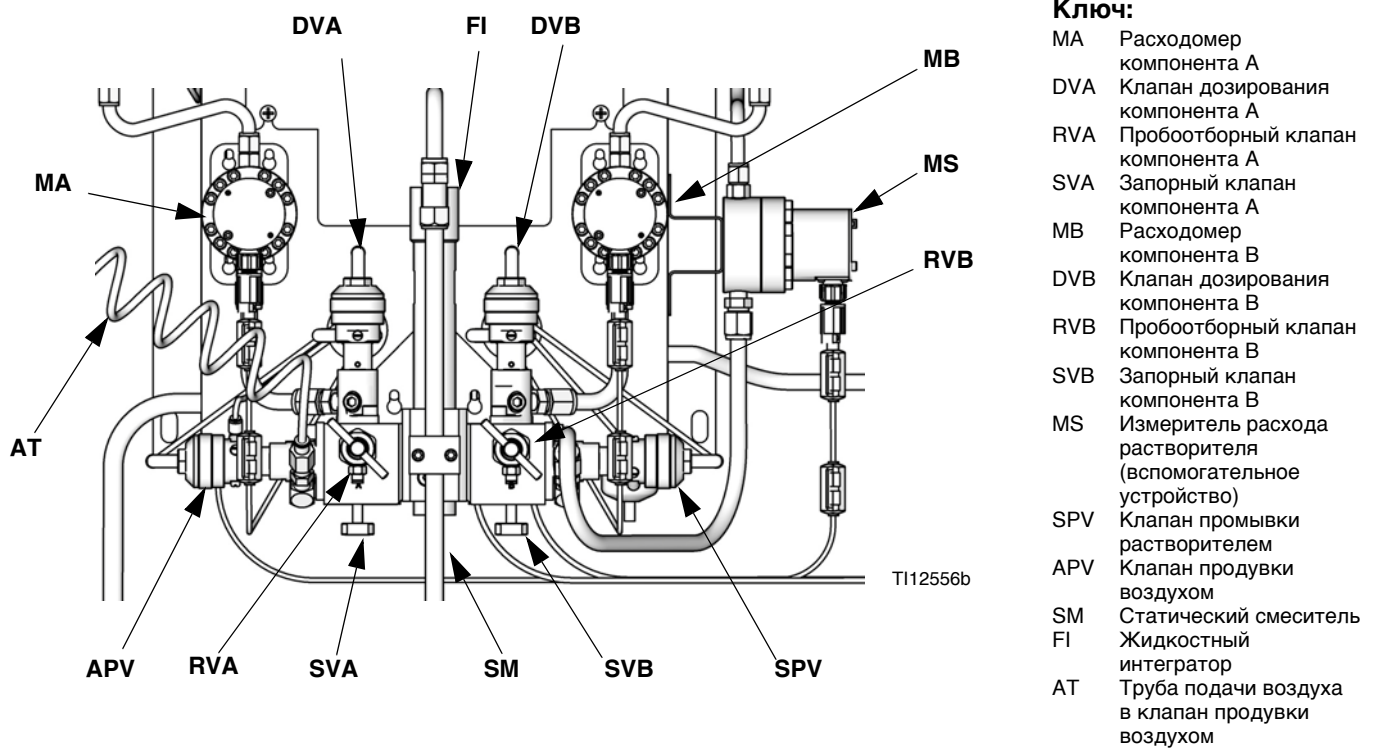 DVA FI DVB
MB
MA
MS
RVB
AT
TI12556b
APV RVA SVA SM SVB SPV
Ключ:
MA Расходомер
компонента A
DVA Клапан дозирования
компонента A
RVA Пробоотборный клапан
компонента A
SVA Запорный клапан
компонента A
MB Расходомер
компонента B
DVB Клапан дозирования
компонента B
RVB Пробоотборный клапан
компонента B
SVB Запорный клапан
компонента B
MS Измеритель расхода
растворителя
(вспомогательное
устройство)
SPV Клапан промывки
растворителем
APV Клапан продувки
воздухом
SM Статический смеситель
FI Жидкостный
интегратор
AT Труба подачи воздуха
в клапан продувки
воздухом